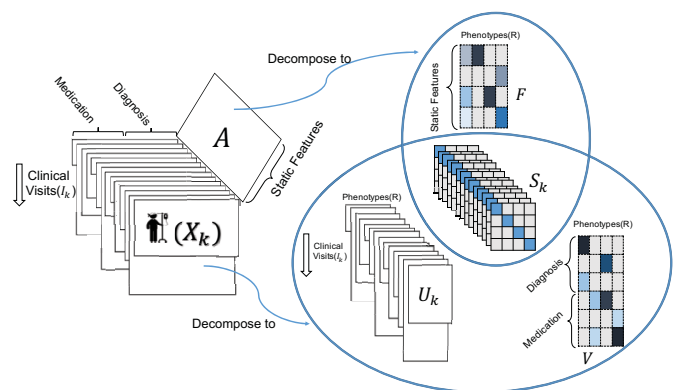 Decompose to
Medication
Diagnosis
A
Static Features
Clinical
Visits(I_k)
(X_k)
Decompose to
Phenotypes(R)
Static Features
F
S_k
Phenotypes(R)
Clinical
Visits(I_k)
U_k
Phenotypes(R)
Diagnosis
Medication
V